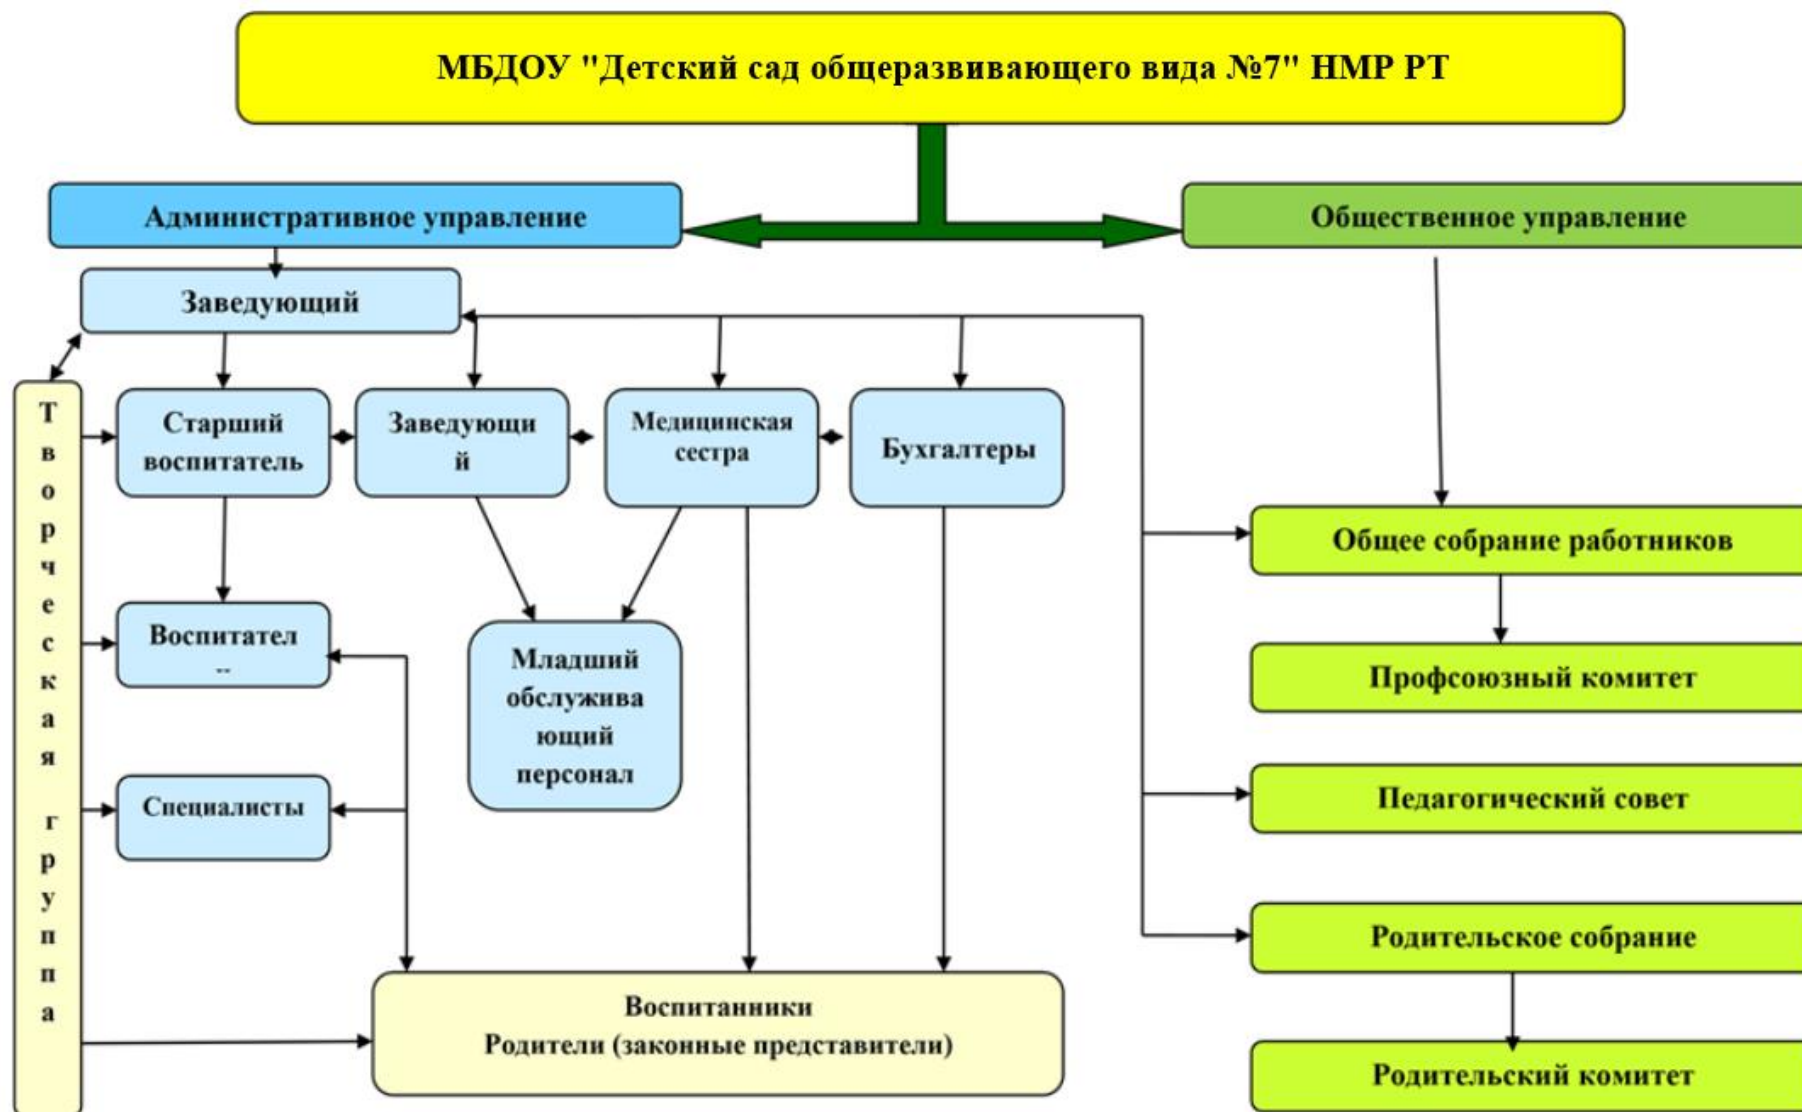 МБДОУ "Детский сад общеразвивающего вида №7" НМР РТ
Административное управление
Общественное управление
Заведующий
Творческая группа
Старший
воспитатель
Заведующи
й
Медицинская
сестра
Бухгалтеры
Общее собрание работников
Воспитател
Младший
обслужива
ющий
персонал
Профсоюзный комитет
Специалисты
Педагогический совет
Родительское собрание
Воспитанники
Родители (законные представители)
Родительский комитет